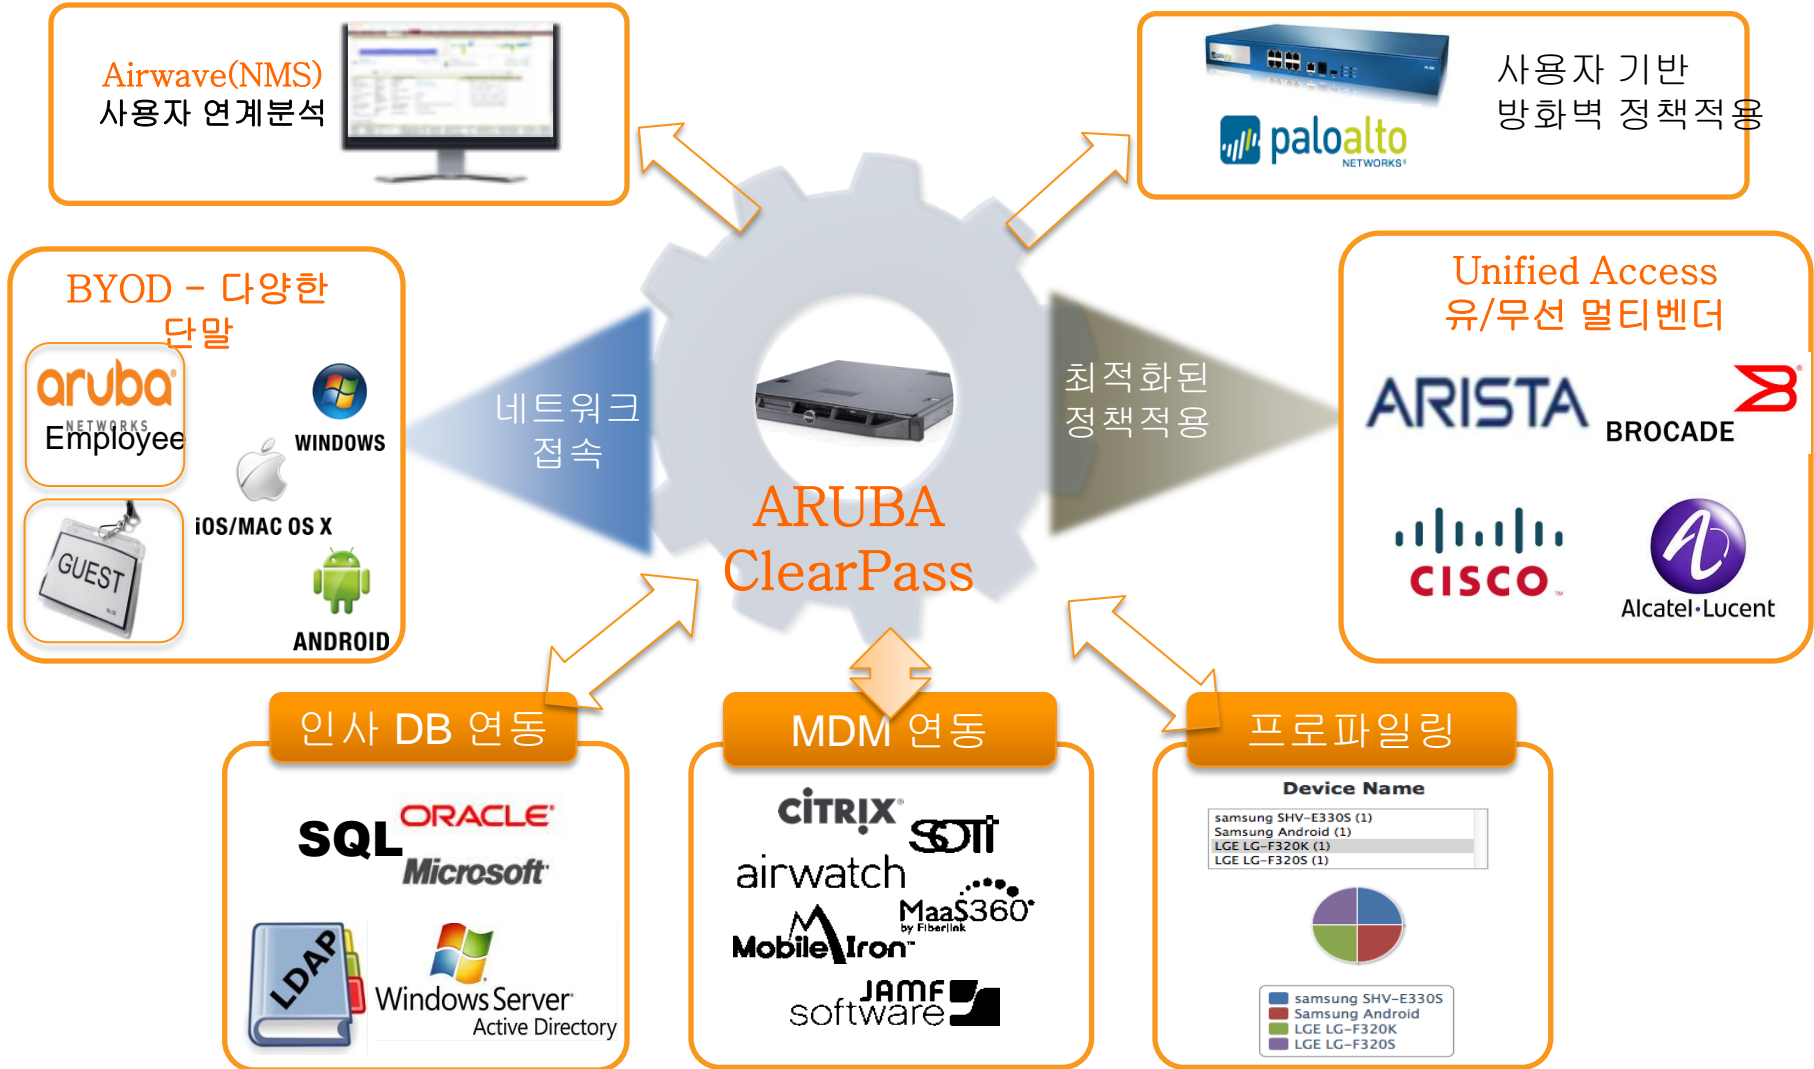 Airwave(NMS)
사용자 연계분석
사용자 기반
방화벽 정책적용
paloalto
NETWORKS
BYOD - 다양한
단말
aruba
NETWORKS
Employee
WINDOWS
iOS/MAC OS X
GUEST
ANDROID
네트워크
접속
최적화된
정책적용
ARUBA
ClearPass
Unified Access
유/무선 멀티벤더
ARISTA
BROCADE
CISCO
Alcatel·Lucent
인사 DB 연동
SQL
ORACLE
Microsoft
LDAP
Windows Server
Active Directory
MDM 연동
CITRIX
SOTI
airwatch
MaaS360
by Fiberlink
MobileIron
JAMF
software
프로파일링
Device Name
samsung SHV-E330S (1)
Samsung Android (1)
LGE LG-F320K (1)
LGE LG-F320S (1)
samsung SHV-E330S
Samsung Android
LGE LG-F320K
LGE LG-F320S